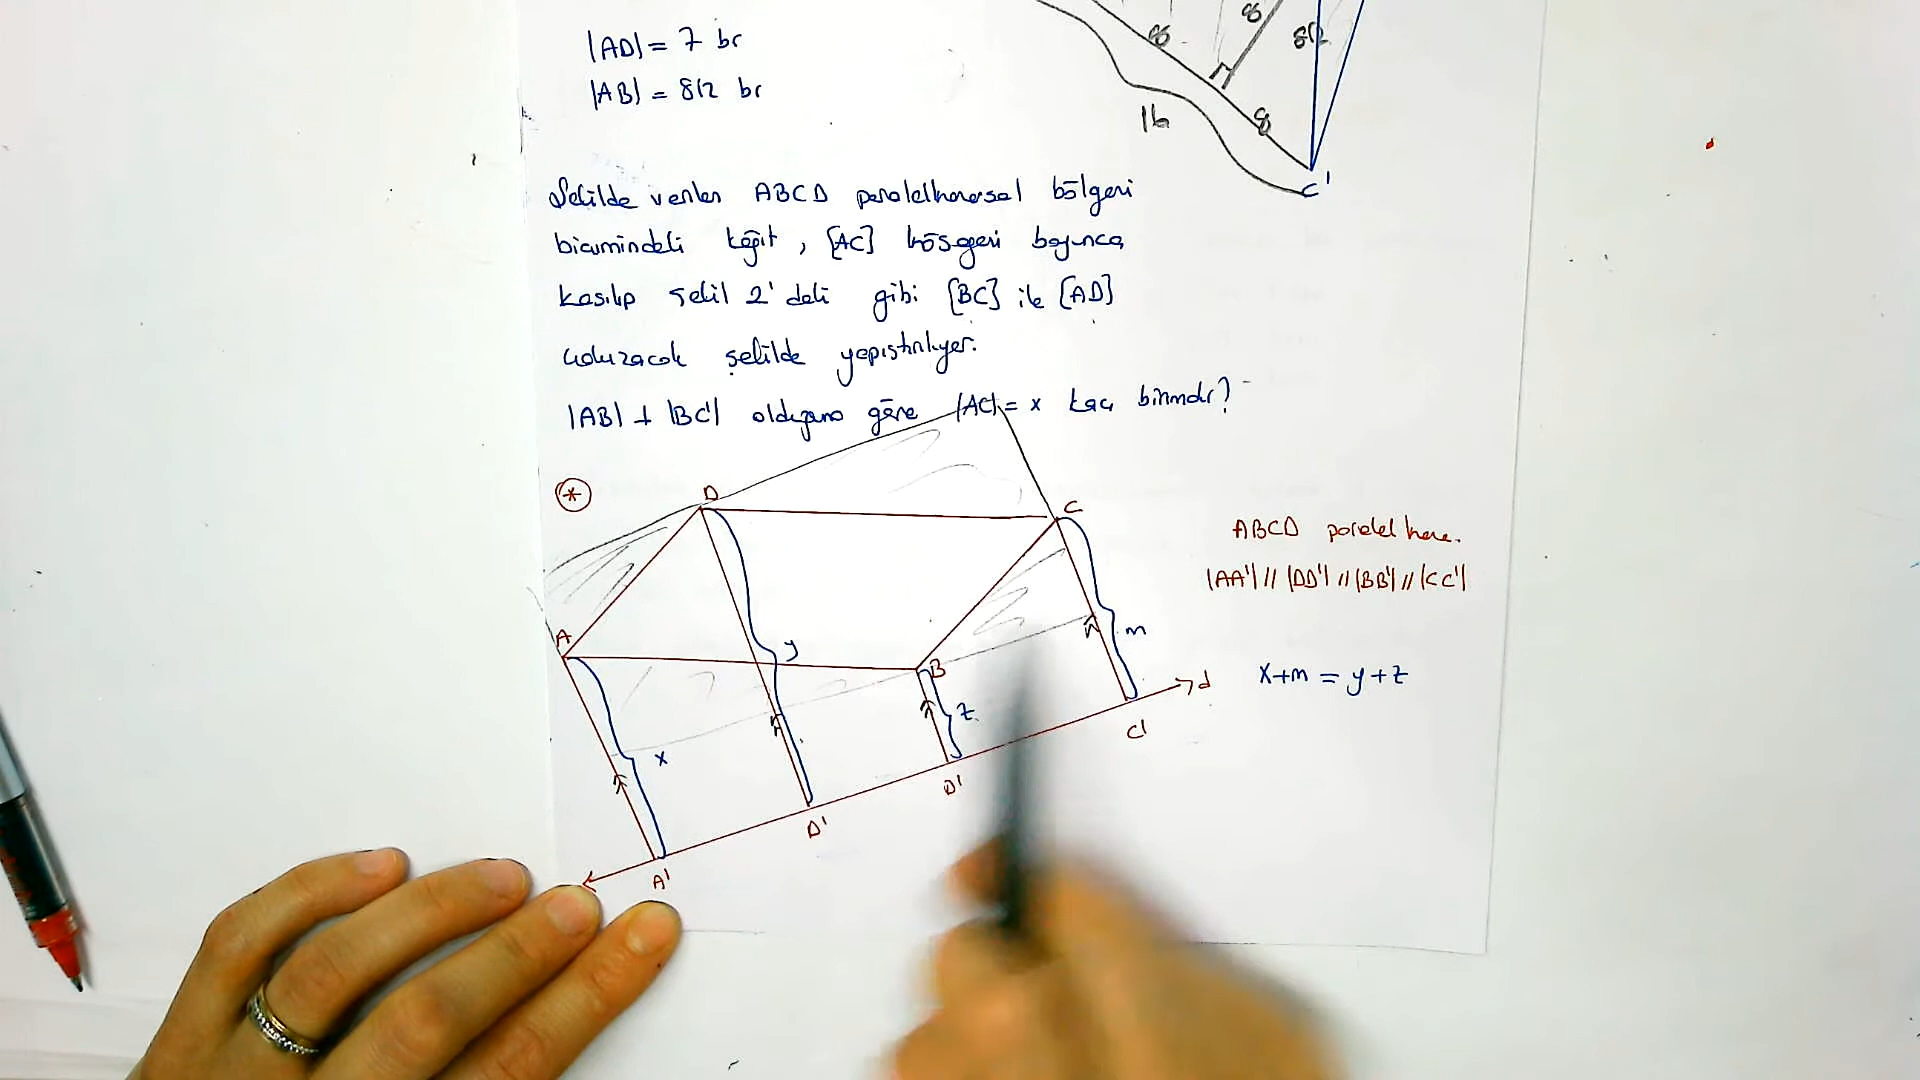 |AD| = 7 br
|AB| = 8√2 br
8
8
8√2
16
8
C'
Şekilde verilen ABCD paralelkenarsal bölgesi
biçimindeki kağıt, [AC] köşegeni boyunca
kesilip şekil 2'deki gibi [BC] ile [AD]
çakışacak şekilde yapıştırılıyor.
|AB| ⊥ |BC'| olduğuna göre |AC| = x kaç birimdir?
*
D
C
ABCD paralel kena.
|AA'| // |DD'| // |BB'| // |CC'|
A
y
m
B
x+m = y+z
d
z
x
C'
D'
D'
A'